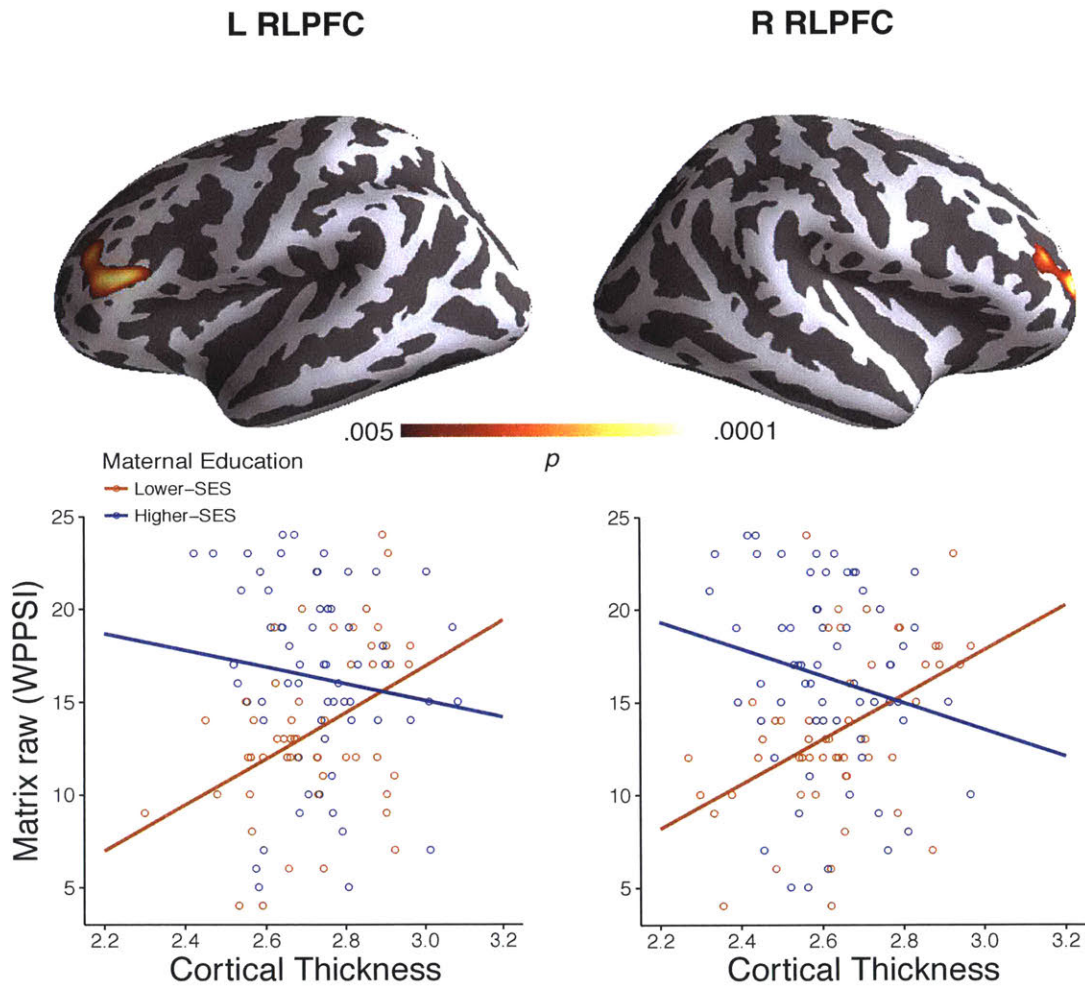 L RLPFC
R RLPFC
.005
.0001
p
Maternal Education
Lower-SES
Higher-SES
Matrix raw (WPPSI)
25
20
15
10
5
2.2 2.4 2.6 2.8 3.0 3.2
Cortical Thickness
25
20
15
10
5
2.2 2.4 2.6 2.8 3.0 3.2
Cortical Thickness